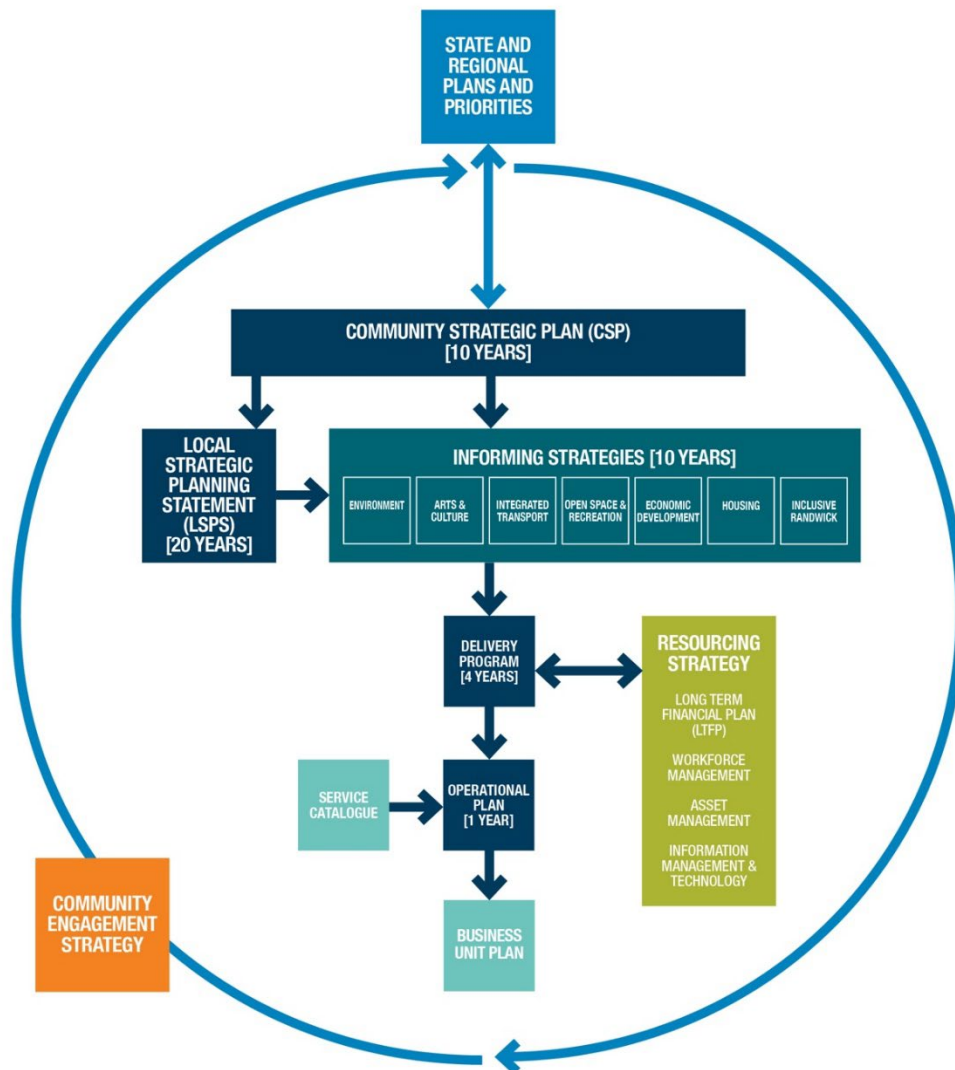 STATE AND
REGIONAL
PLANS AND
PRIORITIES
COMMUNITY STRATEGIC PLAN (CSP)
[10 YEARS]
LOCAL
STRATEGIC
PLANNING
STATEMENT
(LSPS)
[20 YEARS]
INFORMING STRATEGIES [10 YEARS]
ENVIRONMENT
ARTS &
CULTURE
INTEGRATED
TRANSPORT
OPEN SPACE &
RECREATION
ECONOMIC
DEVELOPMENT
HOUSING
INCLUSIVE
RANDWICK
DELIVERY
PROGRAM
[4 YEARS]
RESOURCING
STRATEGY
LONG TERM
FINANCIAL PLAN
(LTFP)
WORKFORCE
MANAGEMENT
ASSET
MANAGEMENT
INFORMATION
MANAGEMENT &
TECHNOLOGY
SERVICE
CATALOGUE
OPERATIONAL
PLAN
[1 YEAR]
COMMUNITY
ENGAGEMENT
STRATEGY
BUSINESS
UNIT PLAN